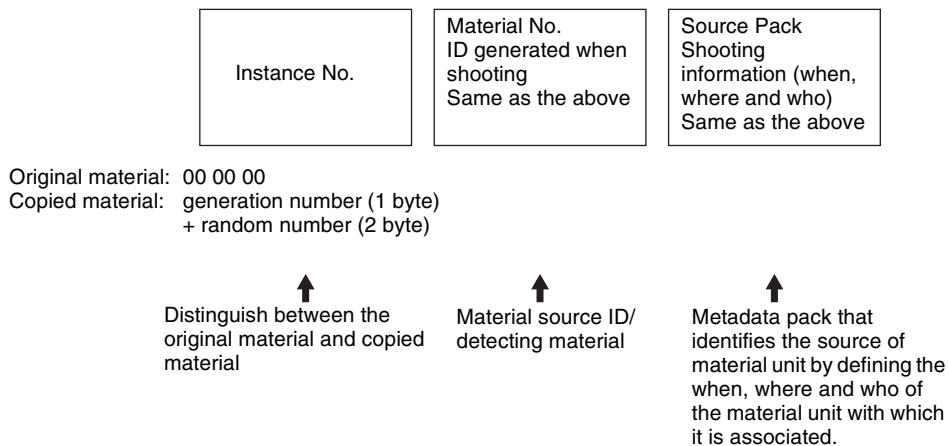 Instance No.
Material No.
ID generated when
shooting
Same as the above
Source Pack
Shooting
information (when,
where and who)
Same as the above
Original material: 00 00 00
Copied material: generation number (1 byte)
+ random number (2 byte)
Distinguish between the
original material and copied
material
Material source ID/
detecting material
Metadata pack that
identifies the source of
material unit by defining the
when, where and who of
the material unit with which
it is associated.